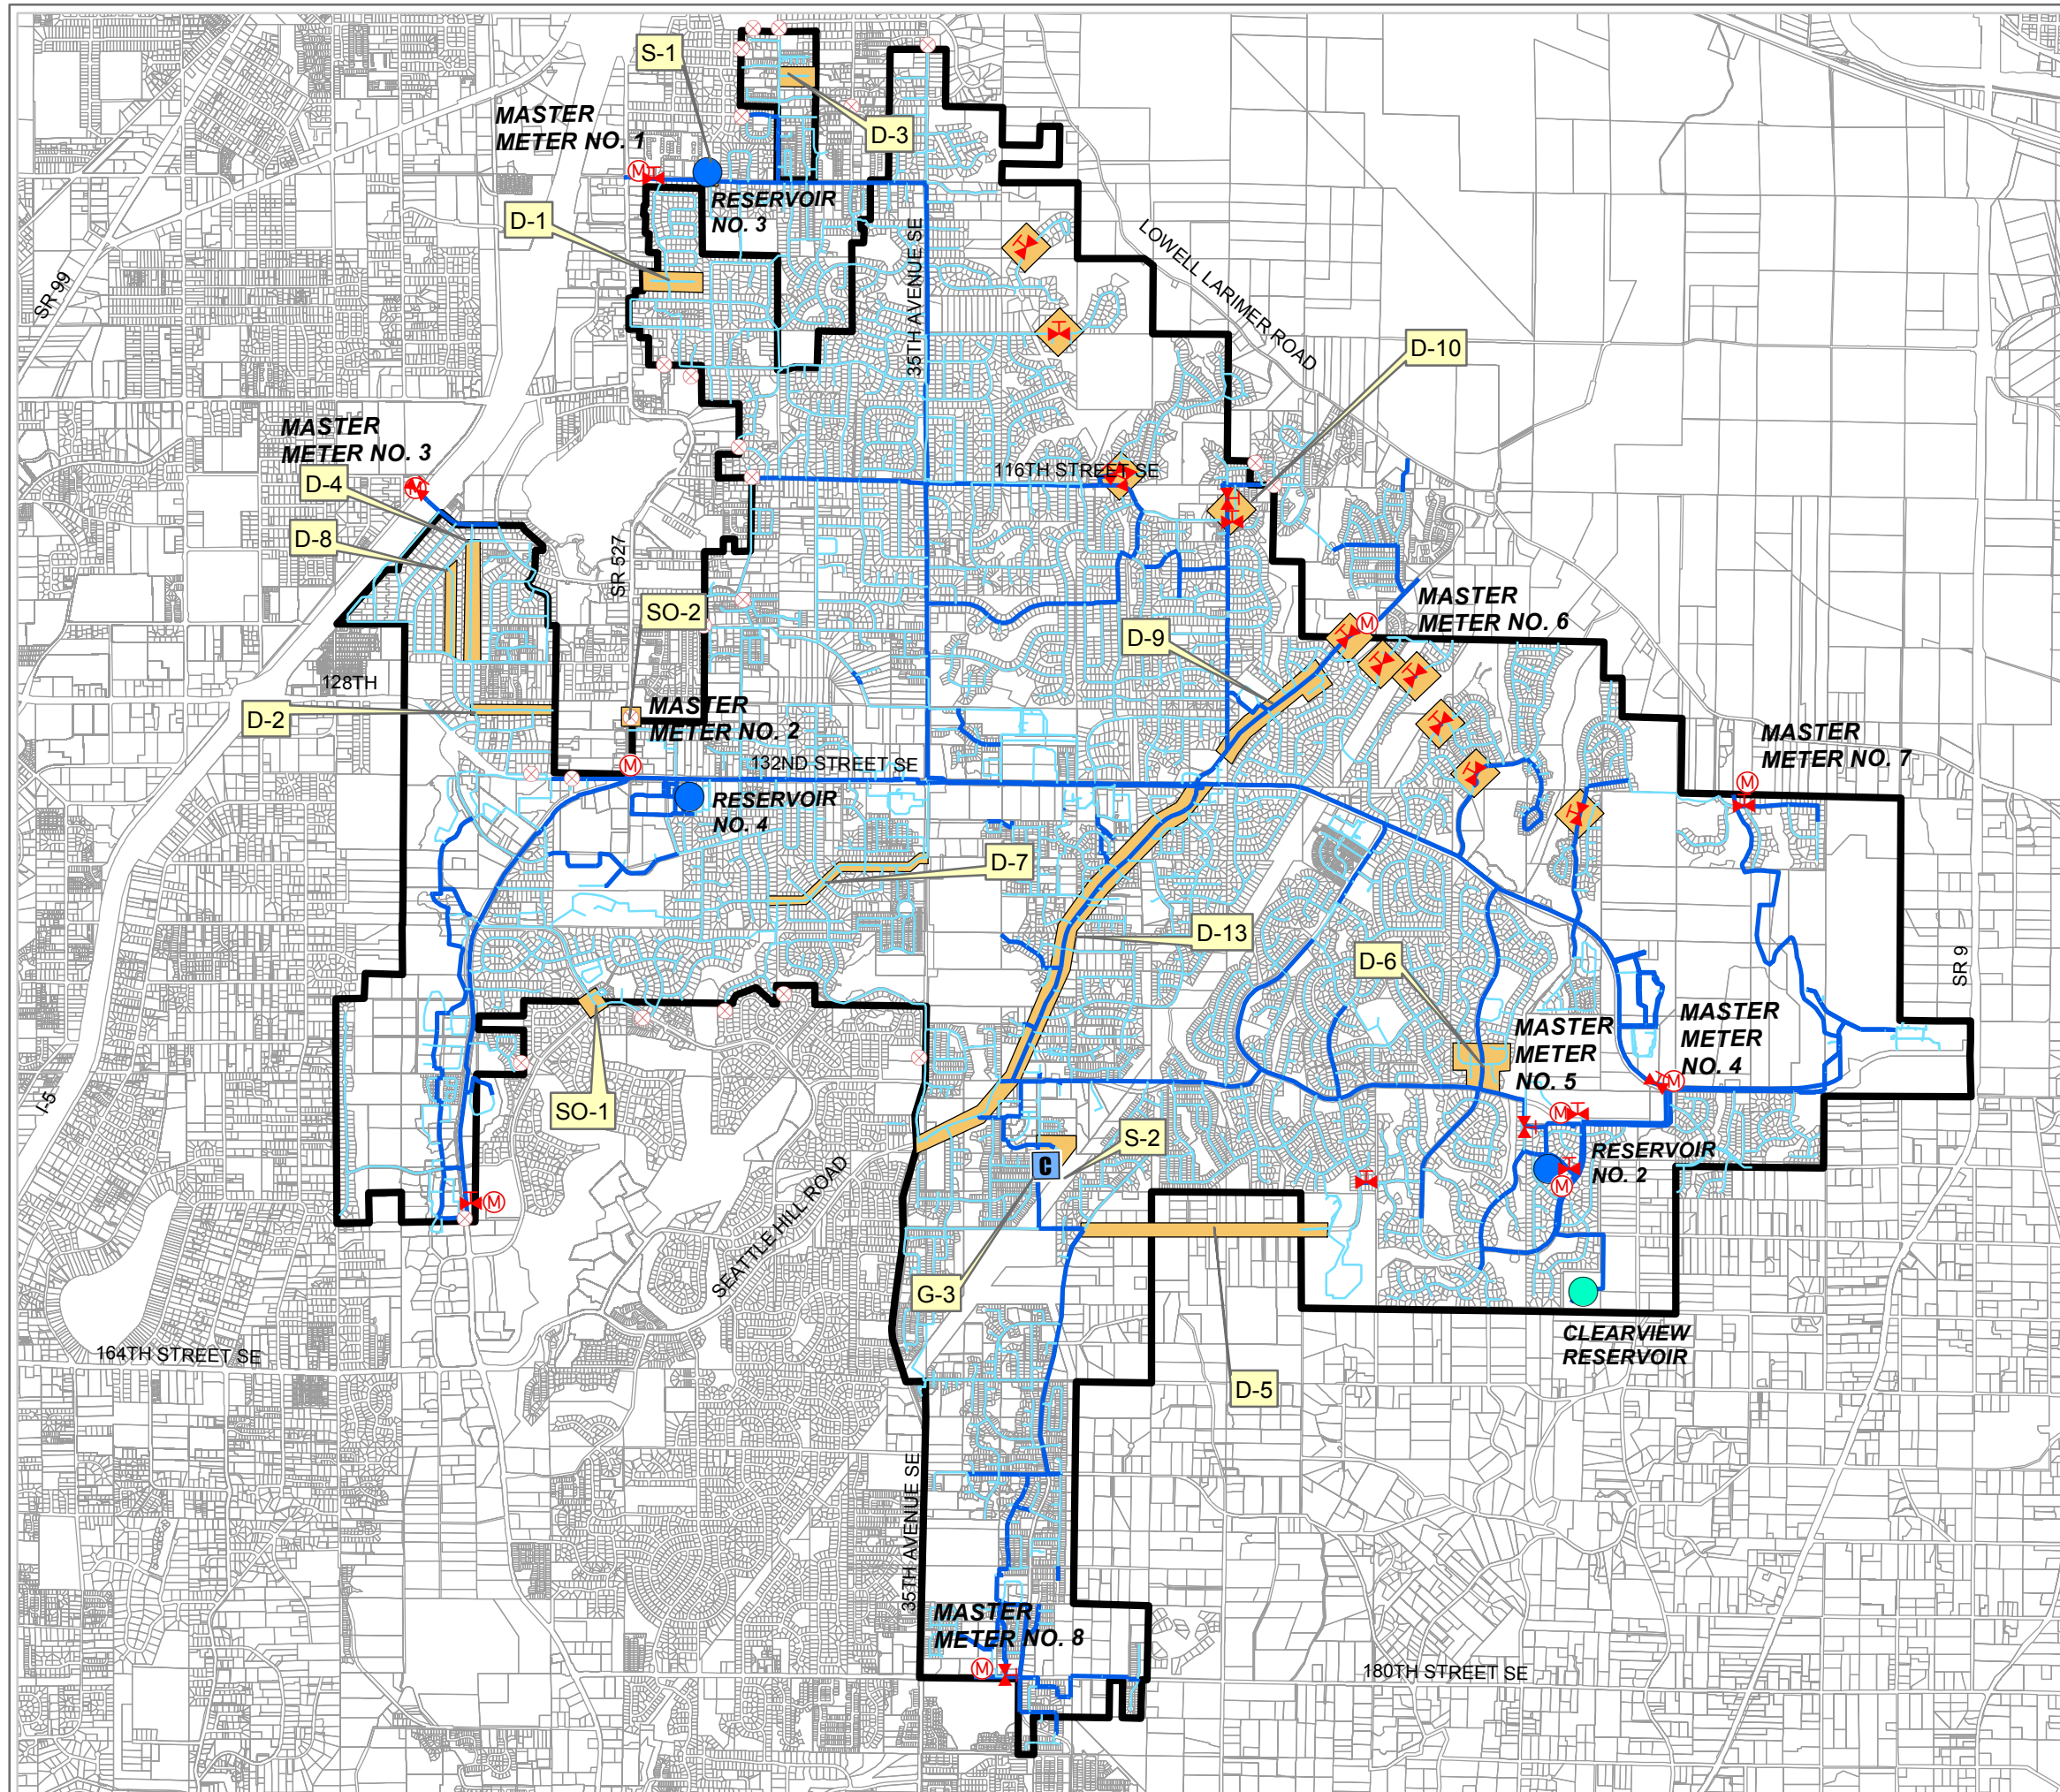 S-1
MASTER
METER NO. 1
D-3
RESERVOIR
NO. 3
D-1
35TH AVENUE SE
LOWELL LARIMER ROAD
SR 99
D-10
MASTER
METER NO. 3
D-4
116TH STREET SE
D-8
SR 527
SO-2
MASTER
METER NO. 6
D-9
128TH
D-2
MASTER
METER NO. 2
MASTER
METER NO. 7
132ND STREET SE
RESERVOIR
NO. 4
D-7
D-13
D-6
SR 9
MASTER
METER
NO. 5
MASTER
METER
NO. 4
I-5
SO-1
S-2
C
RESERVOIR
NO. 2
SEATTLE HILL ROAD
G-3
CLEARVIEW
RESERVOIR
164TH STREET SE
D-5
35TH AVENUE SE
MASTER
METER NO. 8
180TH STREET SE
M
M
M
M
M
M
M
M
M
M